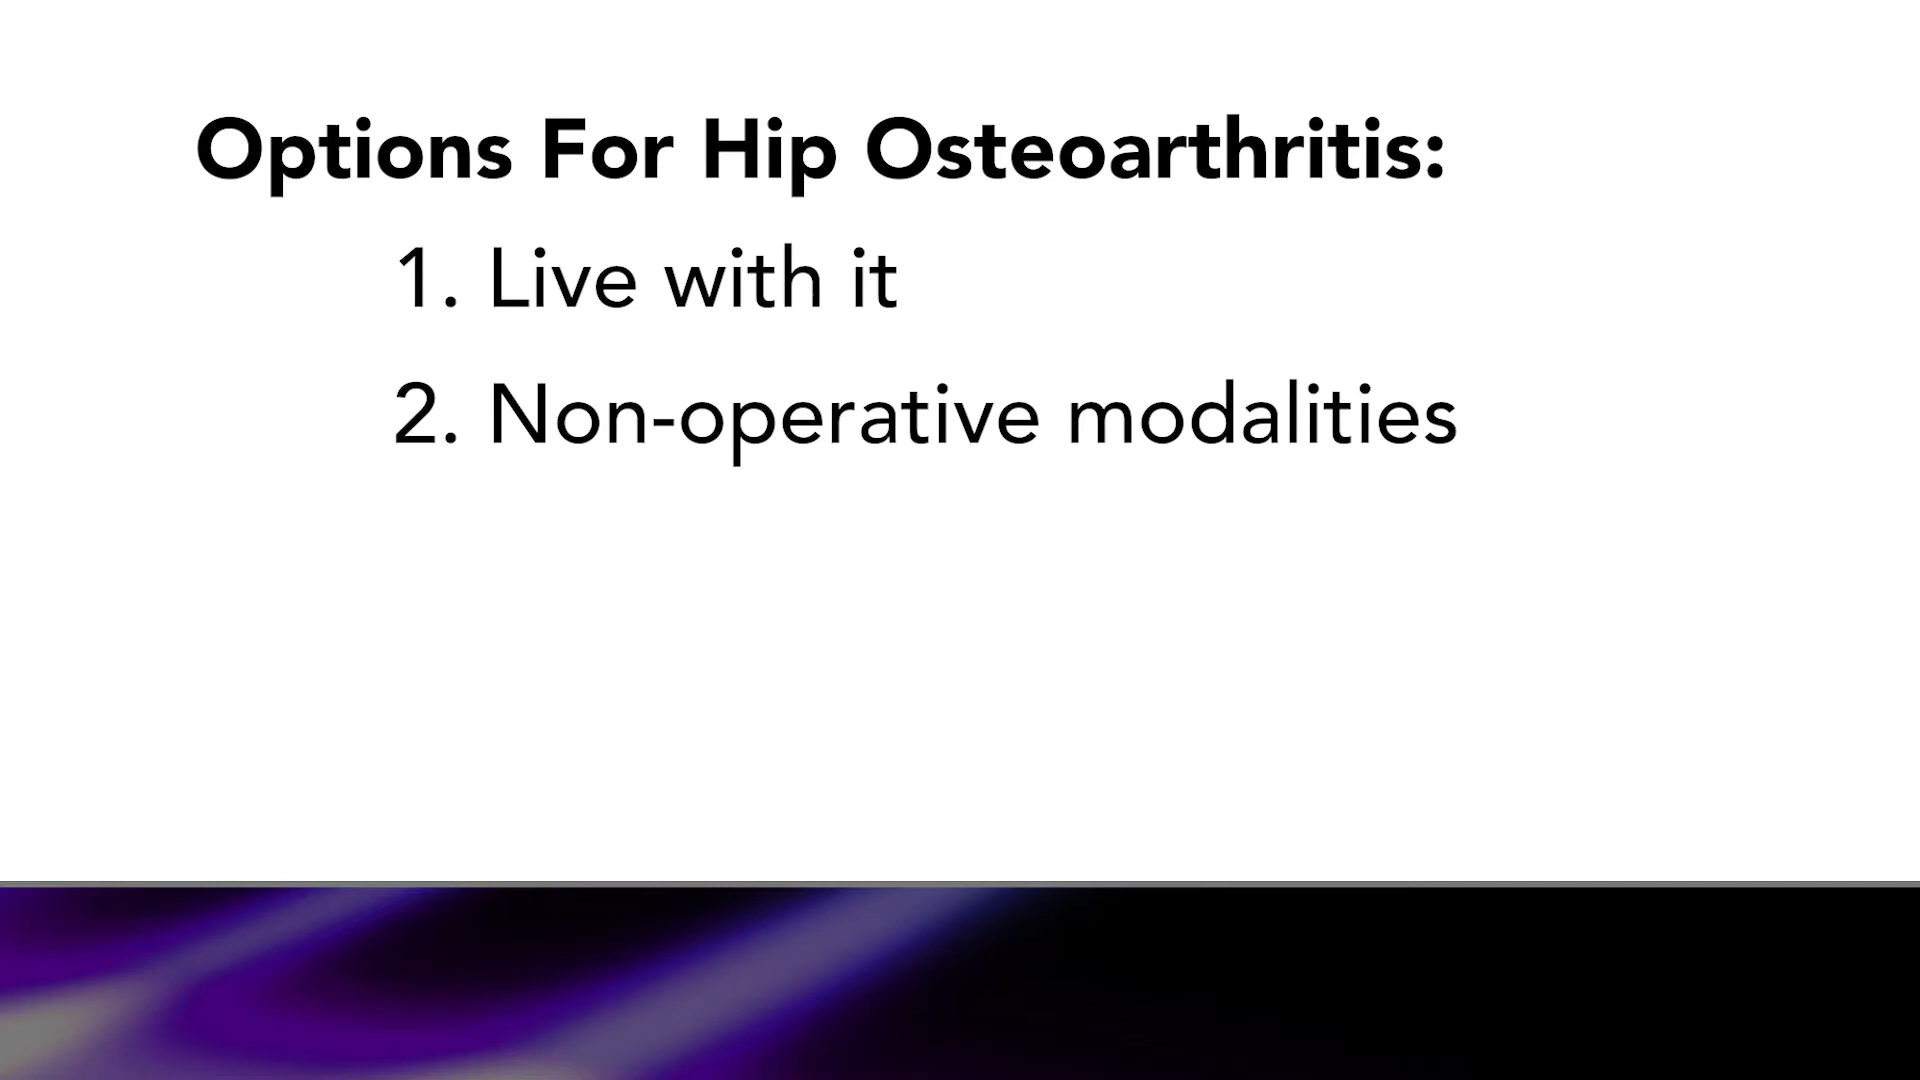 Options For Hip Osteoarthritis:
1. Live with it
2. Non-operative modalities